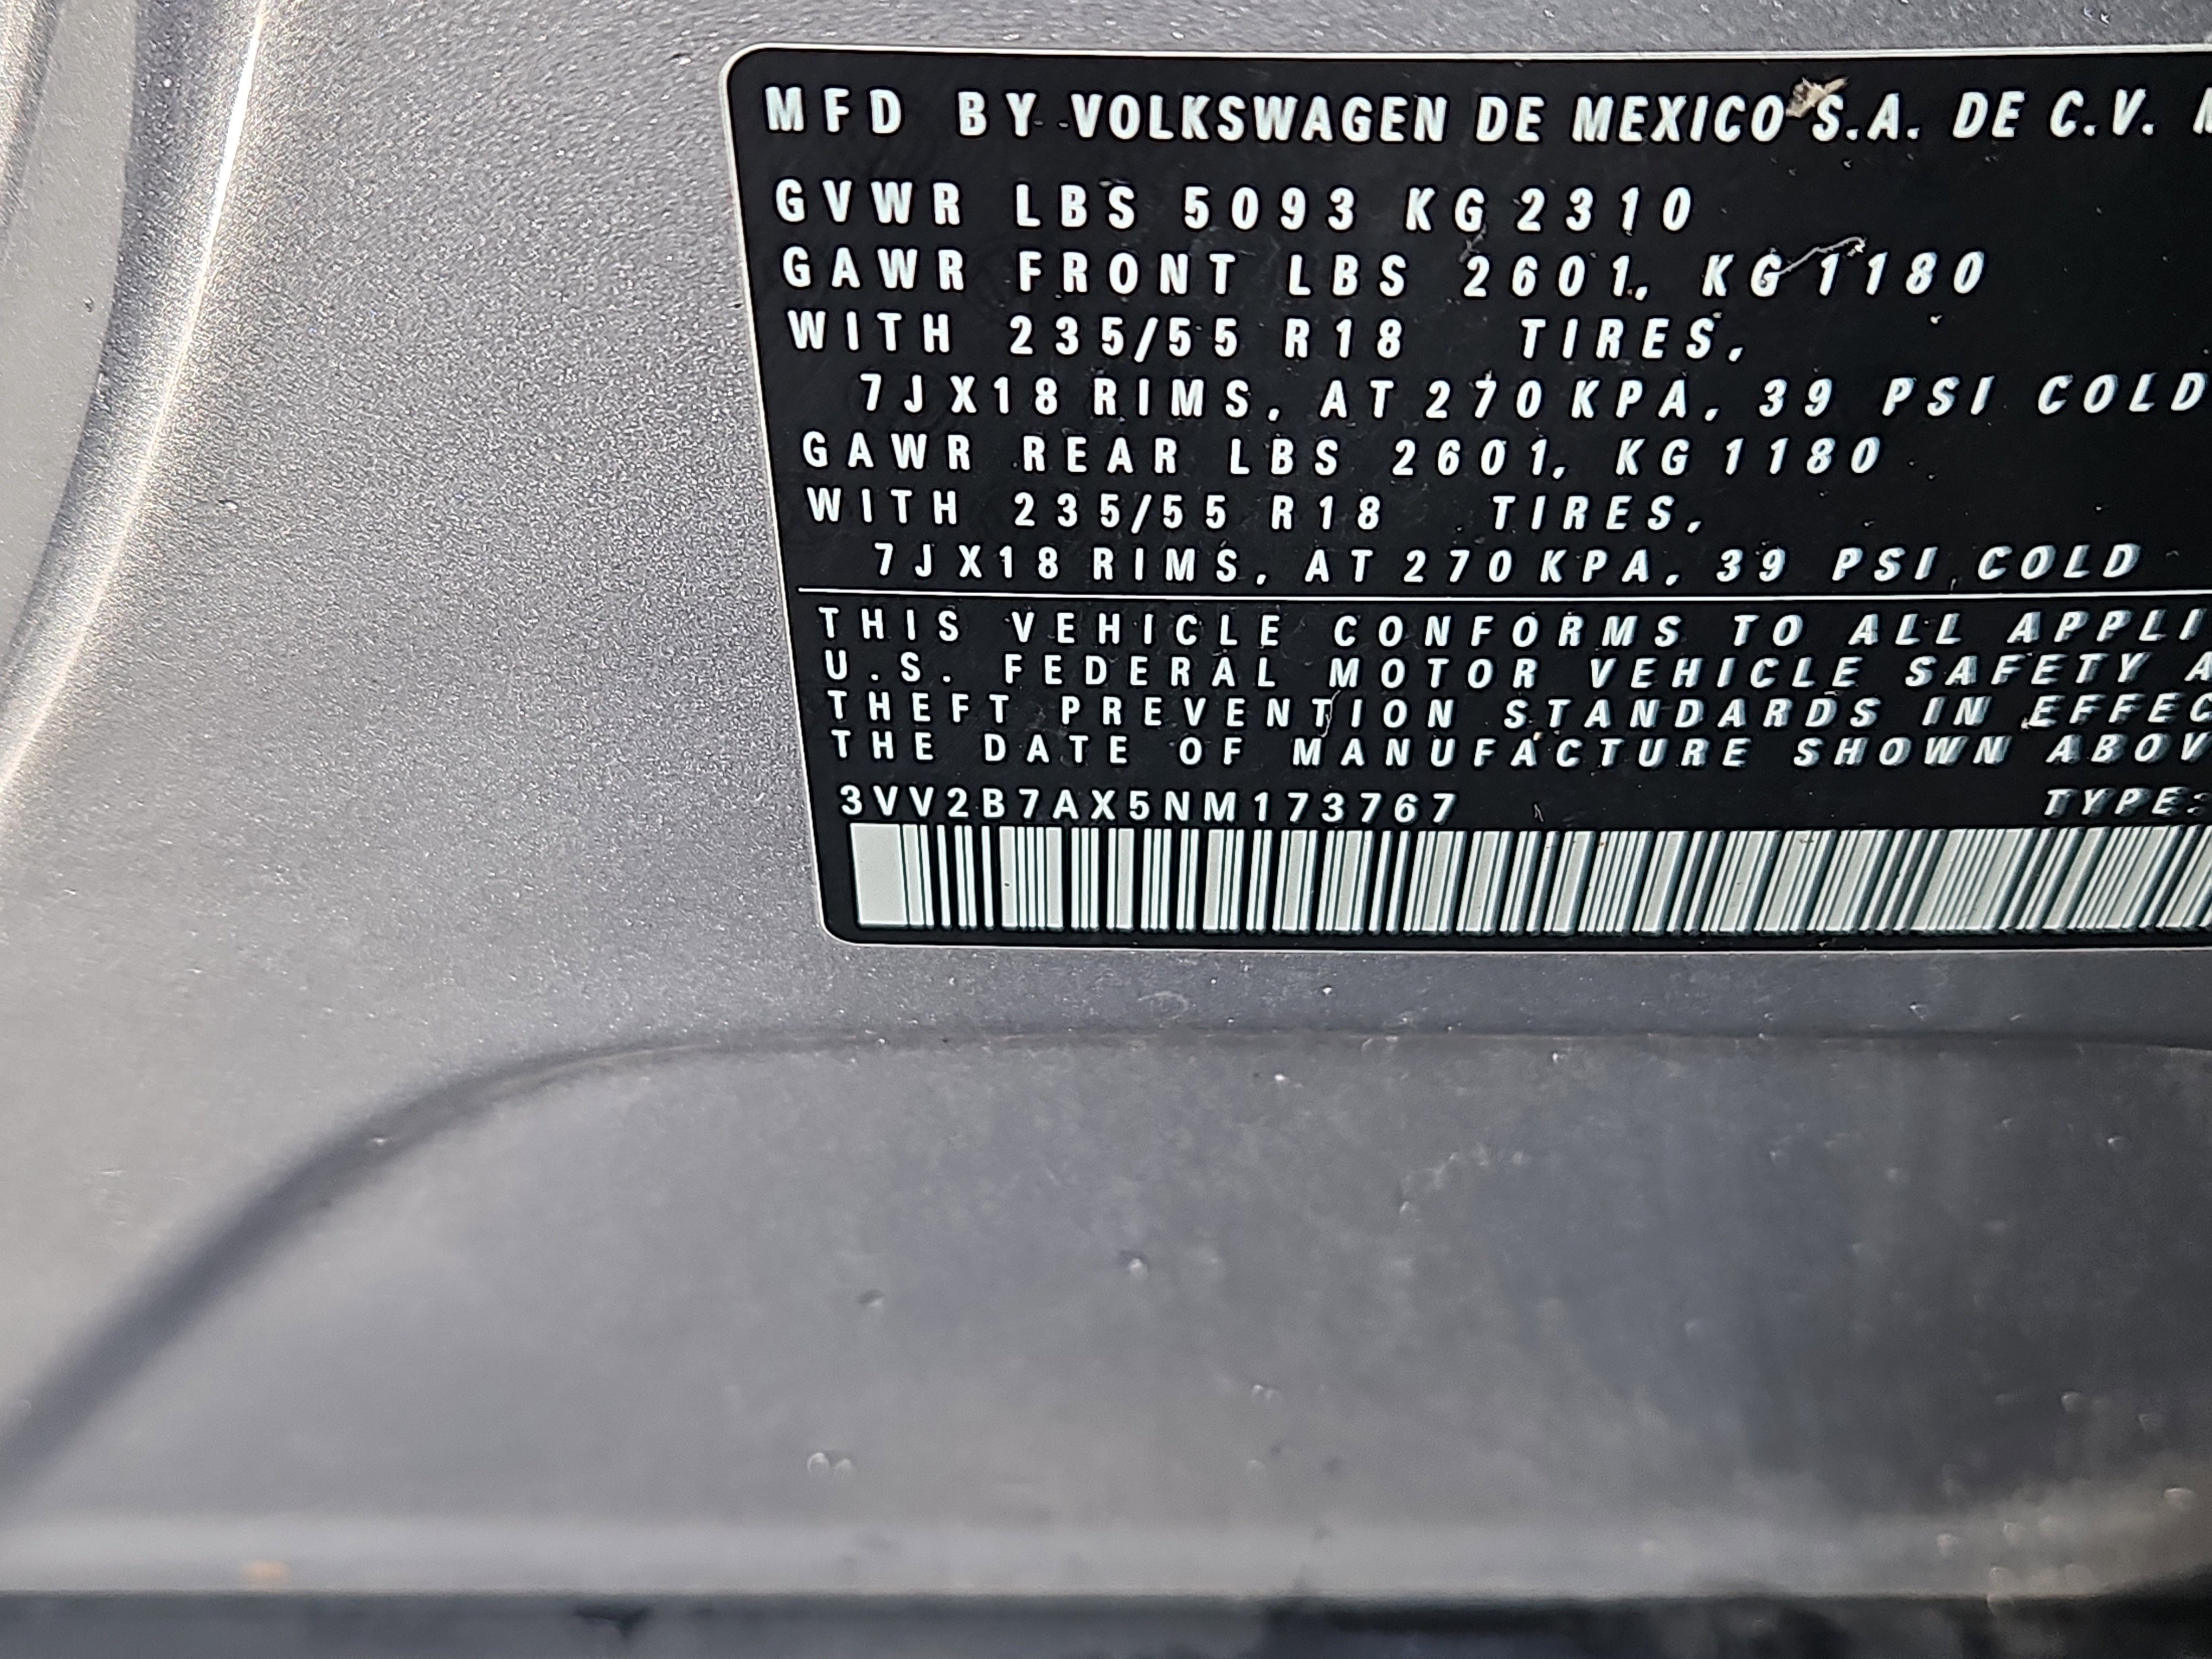 MFD BY VOLKSWAGEN DE MEXICO S.A. DE C.V.
GVWR LBS 5093 KG 2310
GAWR FRONT LBS 2601, KG 1180
WITH 235/55 R18 TIRES,
7JX18 RIMS, AT 270 KPA, 39 PSI COLD
GAWR REAR LBS 2601, KG 1180
WITH 235/55 R18 TIRES,
7JX18 RIMS, AT 270 KPA, 39 PSI COLD
THIS VEHICLE CONFORMS TO ALL APPLI
U.S. FEDERAL MOTOR VEHICLE SAFETY A
THEFT PREVENTION STANDARDS IN EFFEC
THE DATE OF MANUFACTURE SHOWN ABOV
3VV2B7AX5NM173767 TYPE: